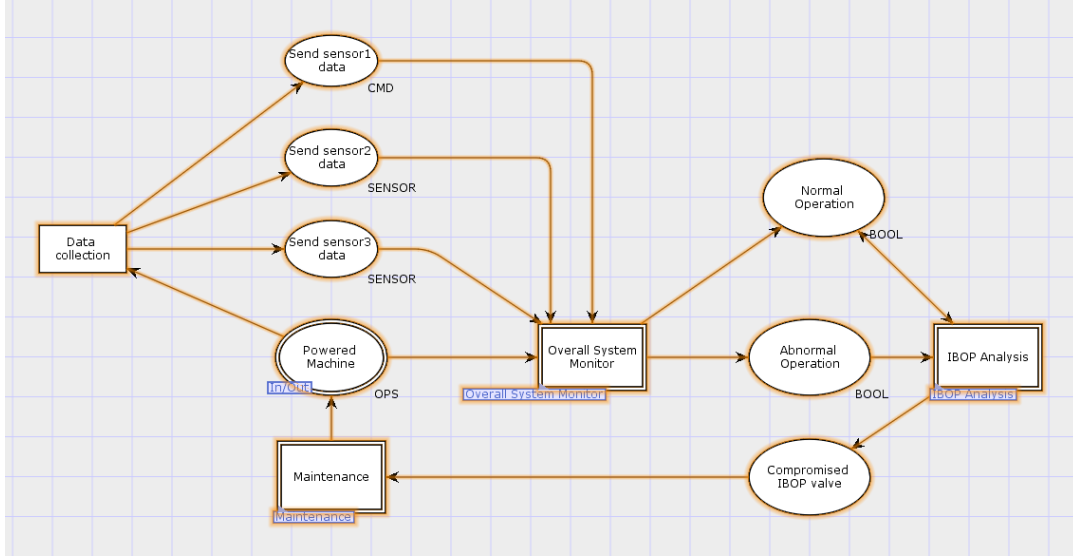 Send sensor1
data
CMD
Send sensor2
data
SENSOR
Normal
Operation
BOOL
Data
collection
Send sensor3
data
SENSOR
Powered
Machine
In/Out
OPS
Overall System
Monitor
Overall System Monitor
Abnormal
Operation
BOOL
IBOP Analysis
IBOP Analysis
Maintenance
Maintenance
Compromised
IBOP valve